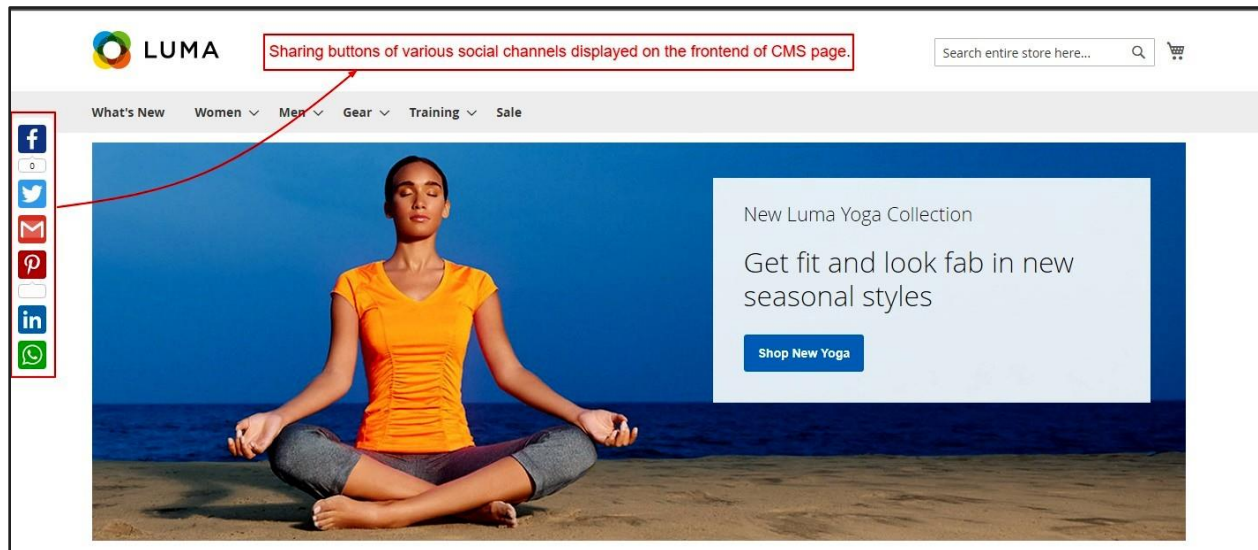 LUMA
Sharing buttons of various social channels displayed on the frontend of CMS page.
Search entire store here...
What's New Women Men Gear Training Sale
f
0
in
New Luma Yoga Collection
Get fit and look fab in new
seasonal styles
Shop New Yoga